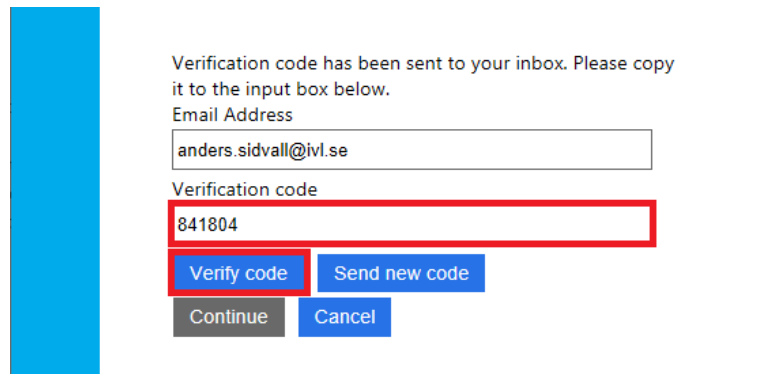 Verification code has been sent to your inbox. Please copy
it to the input box below.
Email Address
anders.sidvall@ivl.se
Verification code
841804
Verify code Send new code
Continue Cancel